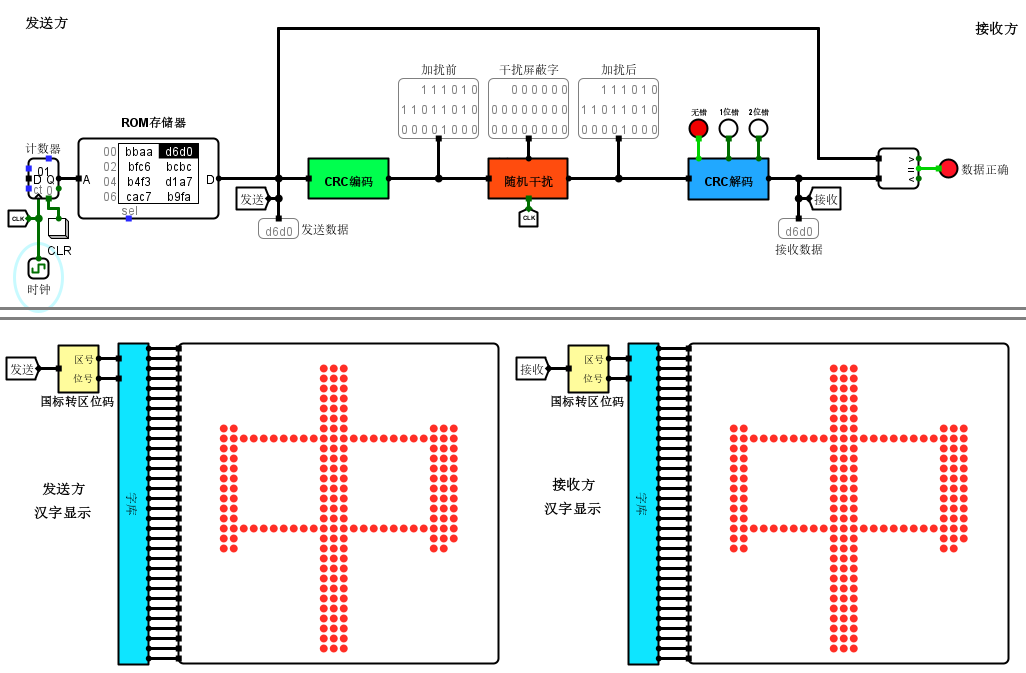 发送方
接收方
加扰前
干扰屏蔽字
加扰后
1 1 1 0 1 0
0 0 0 0 0 0
1 1 1 0 1 0
1 1 0 1 1 0 1 0
0 0 0 0 0 0 0 0
1 1 0 1 1 0 1 0
0 0 0 0 1 0 0 0
0 0 0 0 0 0 0 0
0 0 0 0 1 0 0 0
无错
1位错
2位错
ROM存储器
计数器
00 bbaa d6d0
02 bfc6 bcbc
04 b4f3 d1a7
06 cac7 b9fa
sel
01
D Q
ct 0
A
D
CRC编码
随机干扰
CRC解码
>
=
<
数据正确
CLK
CLR
时钟
发送
d6d0
发送数据
CLK
接收
d6d0
接收数据
发送
区号
位号
国标转区位码
字库
发送方
汉字显示
中
接收
区号
位号
国标转区位码
字库
接收方
汉字显示
中